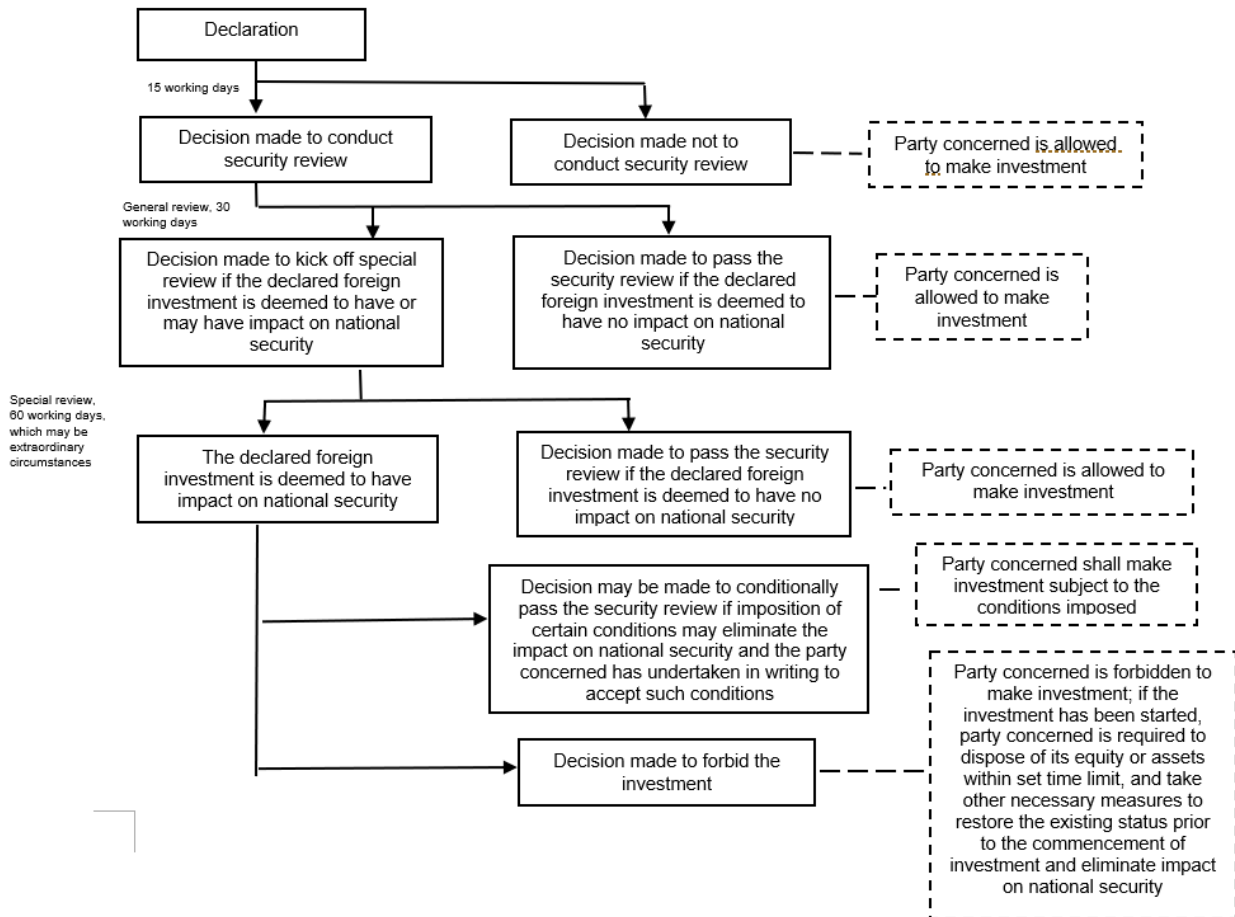 Declaration
15 working days
Decision made to conduct
security review
Decision made not to
conduct security review
Party concerned is allowed
to make investment
General review, 30
working days
Decision made to kick off special
review if the declared foreign
investment is deemed to have or
may have impact on national
security
Decision made to pass the
security review if the declared
foreign investment is deemed to
have no impact on national
security
Party concerned is
allowed to make
investment
Special review,
60 working days,
which may be
extraordinary
circumstances
The declared foreign
investment is deemed to have
impact on national security
Decision made to pass the security
review if the declared foreign
investment is deemed to have no
impact on national security
Party concerned is allowed to
make investment
Decision may be made to conditionally
pass the security review if imposition of
certain conditions may eliminate the
impact on national security and the party
concerned has undertaken in writing to
accept such conditions
Party concerned shall make
investment subject to the
conditions imposed
Decision made to forbid the
investment
Party concerned is forbidden to
make investment; if the
investment has been started,
party concerned is required to
dispose of its equity or assets
within set time limit, and take
other necessary measures to
restore the existing status prior
to the commencement of
investment and eliminate impact
on national security